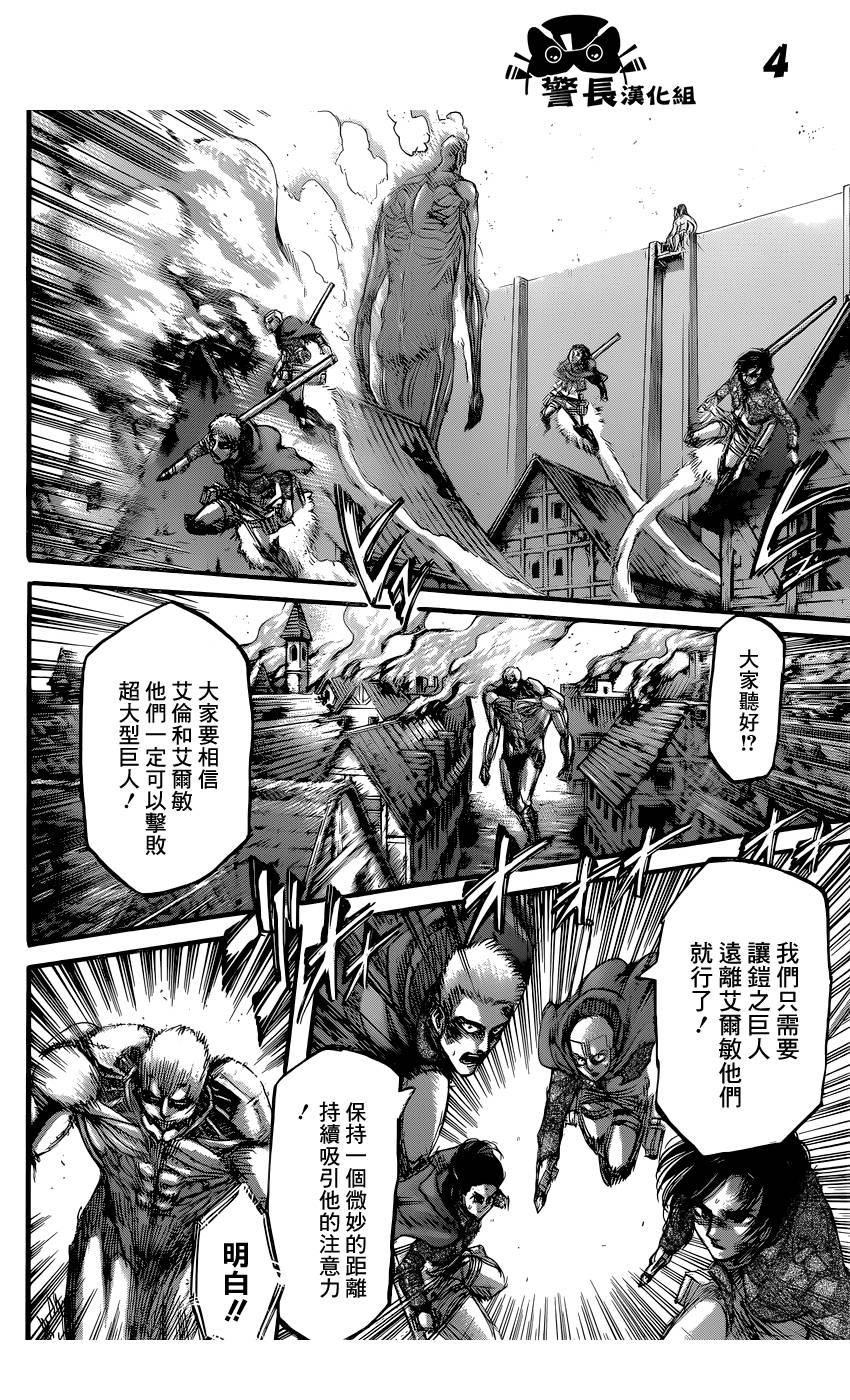 警長漢化組
4
大家聽好!?
大家要相信
艾倫和艾爾敏
他們一定可以擊敗
超大型巨人！
我們只需要
讓鎧之巨人
遠離艾爾敏他們
就行了！
保持一個微妙的距離
持續吸引他的注意力
！
明白!!